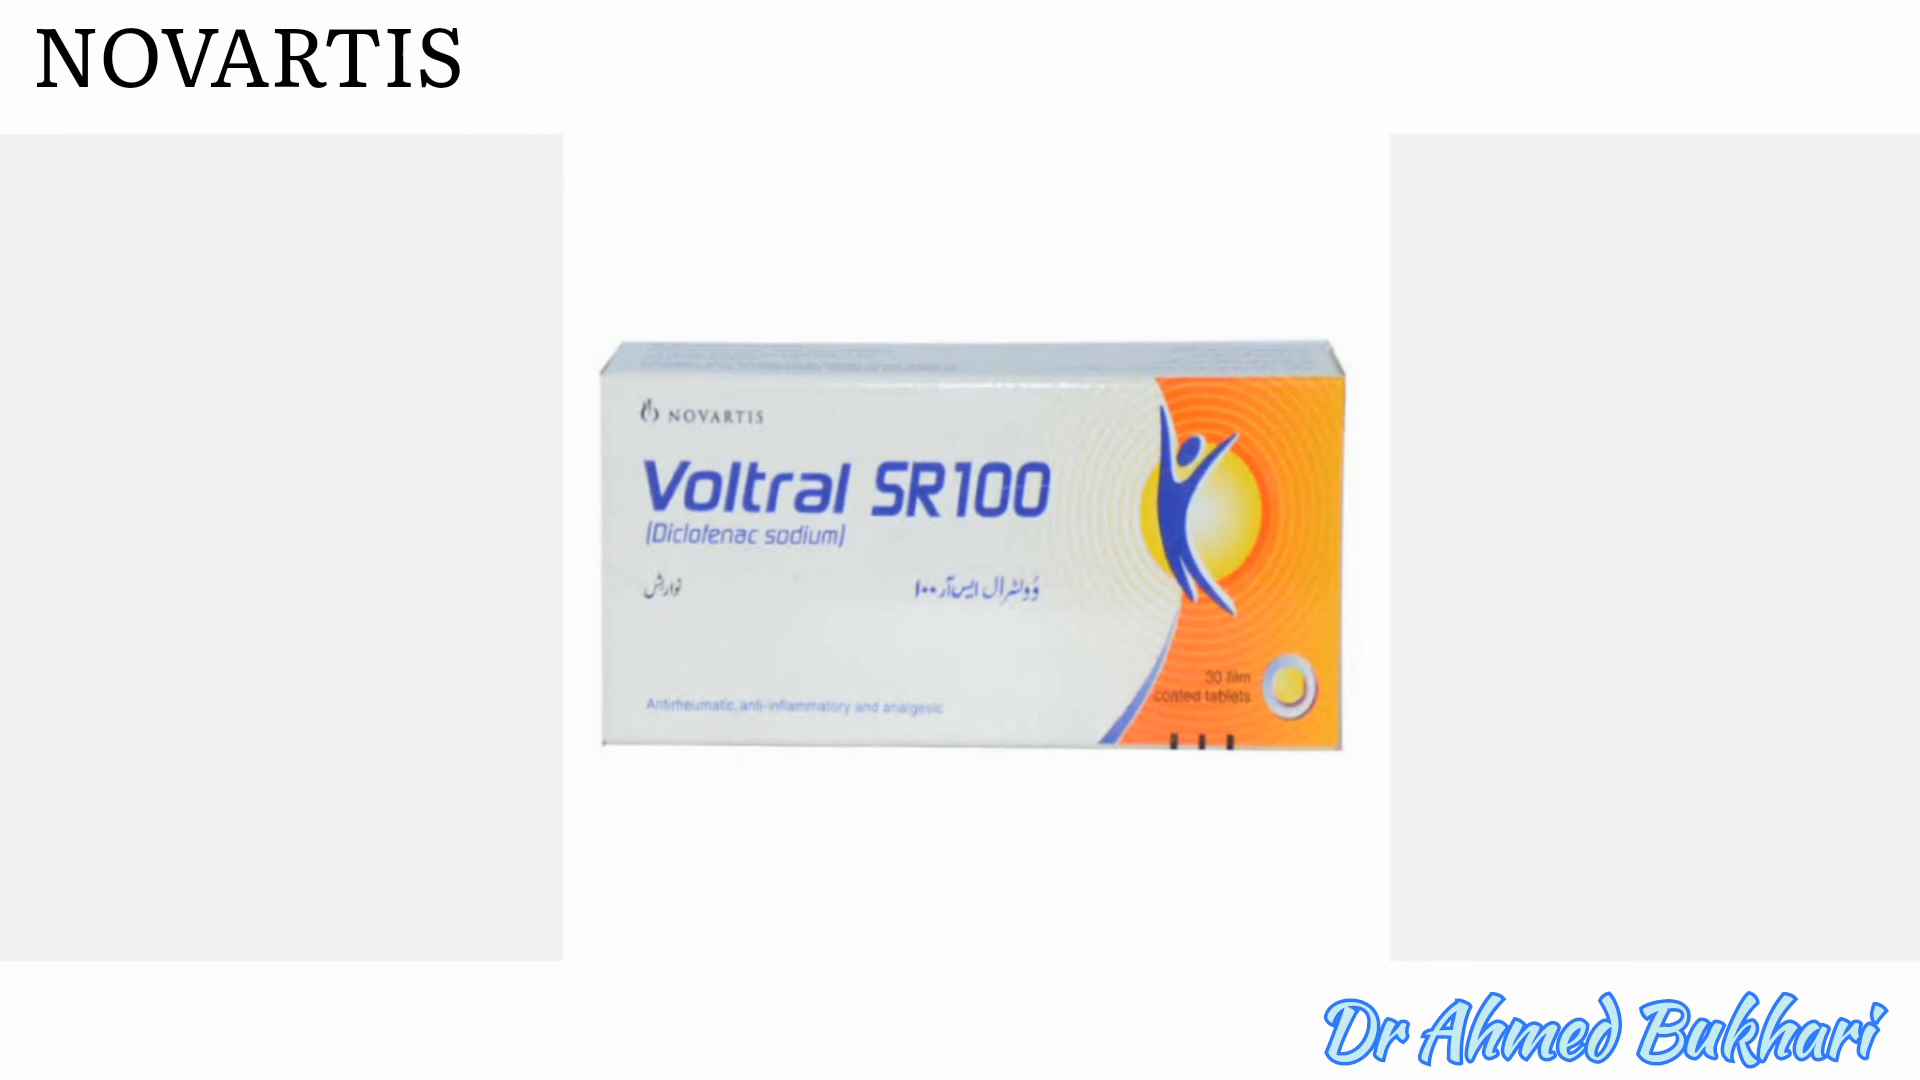 NOVARTIS
NOVARTIS
Voltral SR100
(Diclofenac sodium)
وولٹرال ایس آر ۱۰۰
نوارٹس
Antirheumatic, anti-inflammatory and analgesic
30 film
coated tablets
Dr Ahmed Bukhari